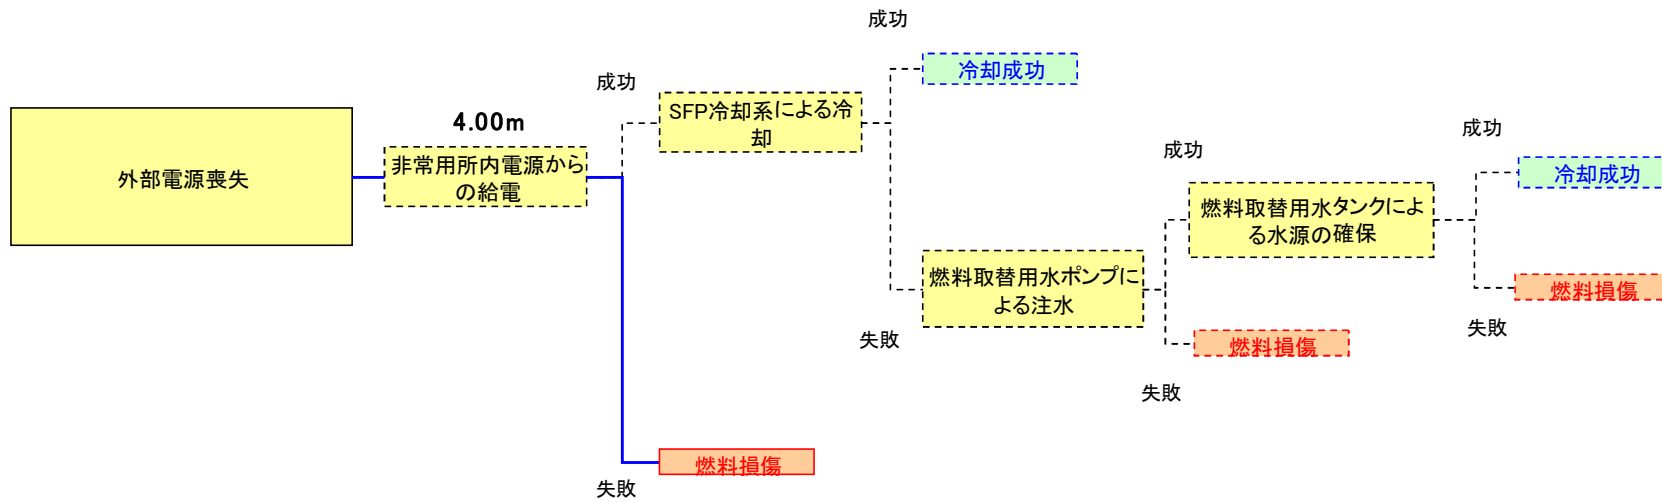 外部電源喪失
4.00m
非常用所内電源から
の給電
成功
失敗
SFP冷却系による冷
却
燃料損傷
成功
失敗
冷却成功
燃料取替用水ポンプに
よる注水
成功
失敗
燃料取替用水タンクによ
る水源の確保
燃料損傷
成功
失敗
冷却成功
燃料損傷